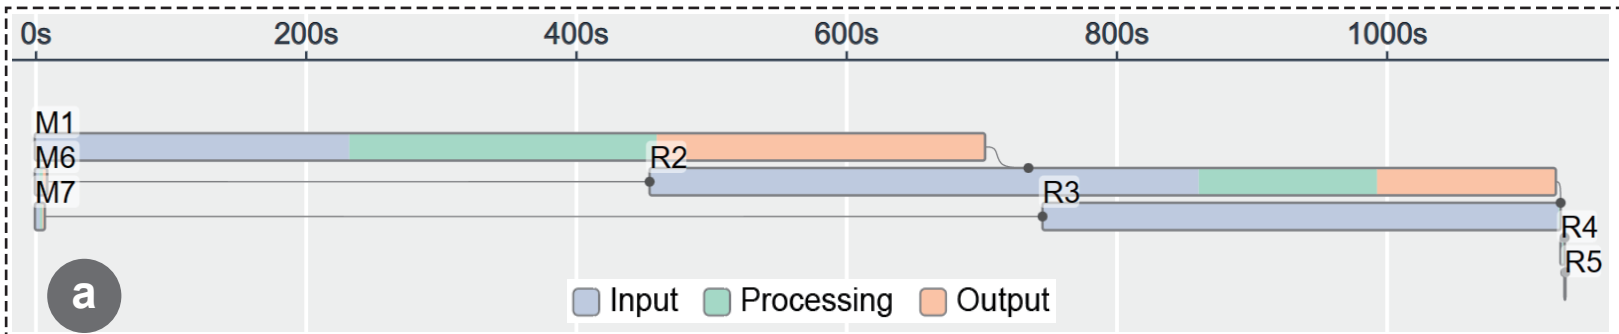 0s 200s 400s 600s 800s 1000s
M1
M6 R2
M7 R3
R4
R5
a Input Processing Output